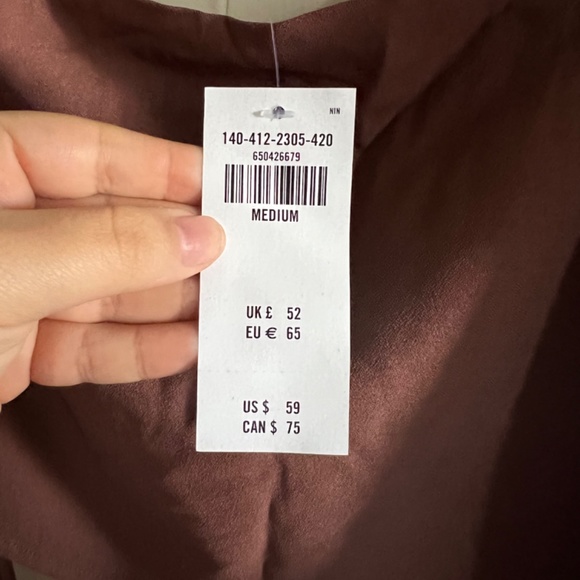 NIN
140-412-2305-420
650426679
MEDIUM
UK £ 52
EU € 65
US $ 59
CAN $ 75